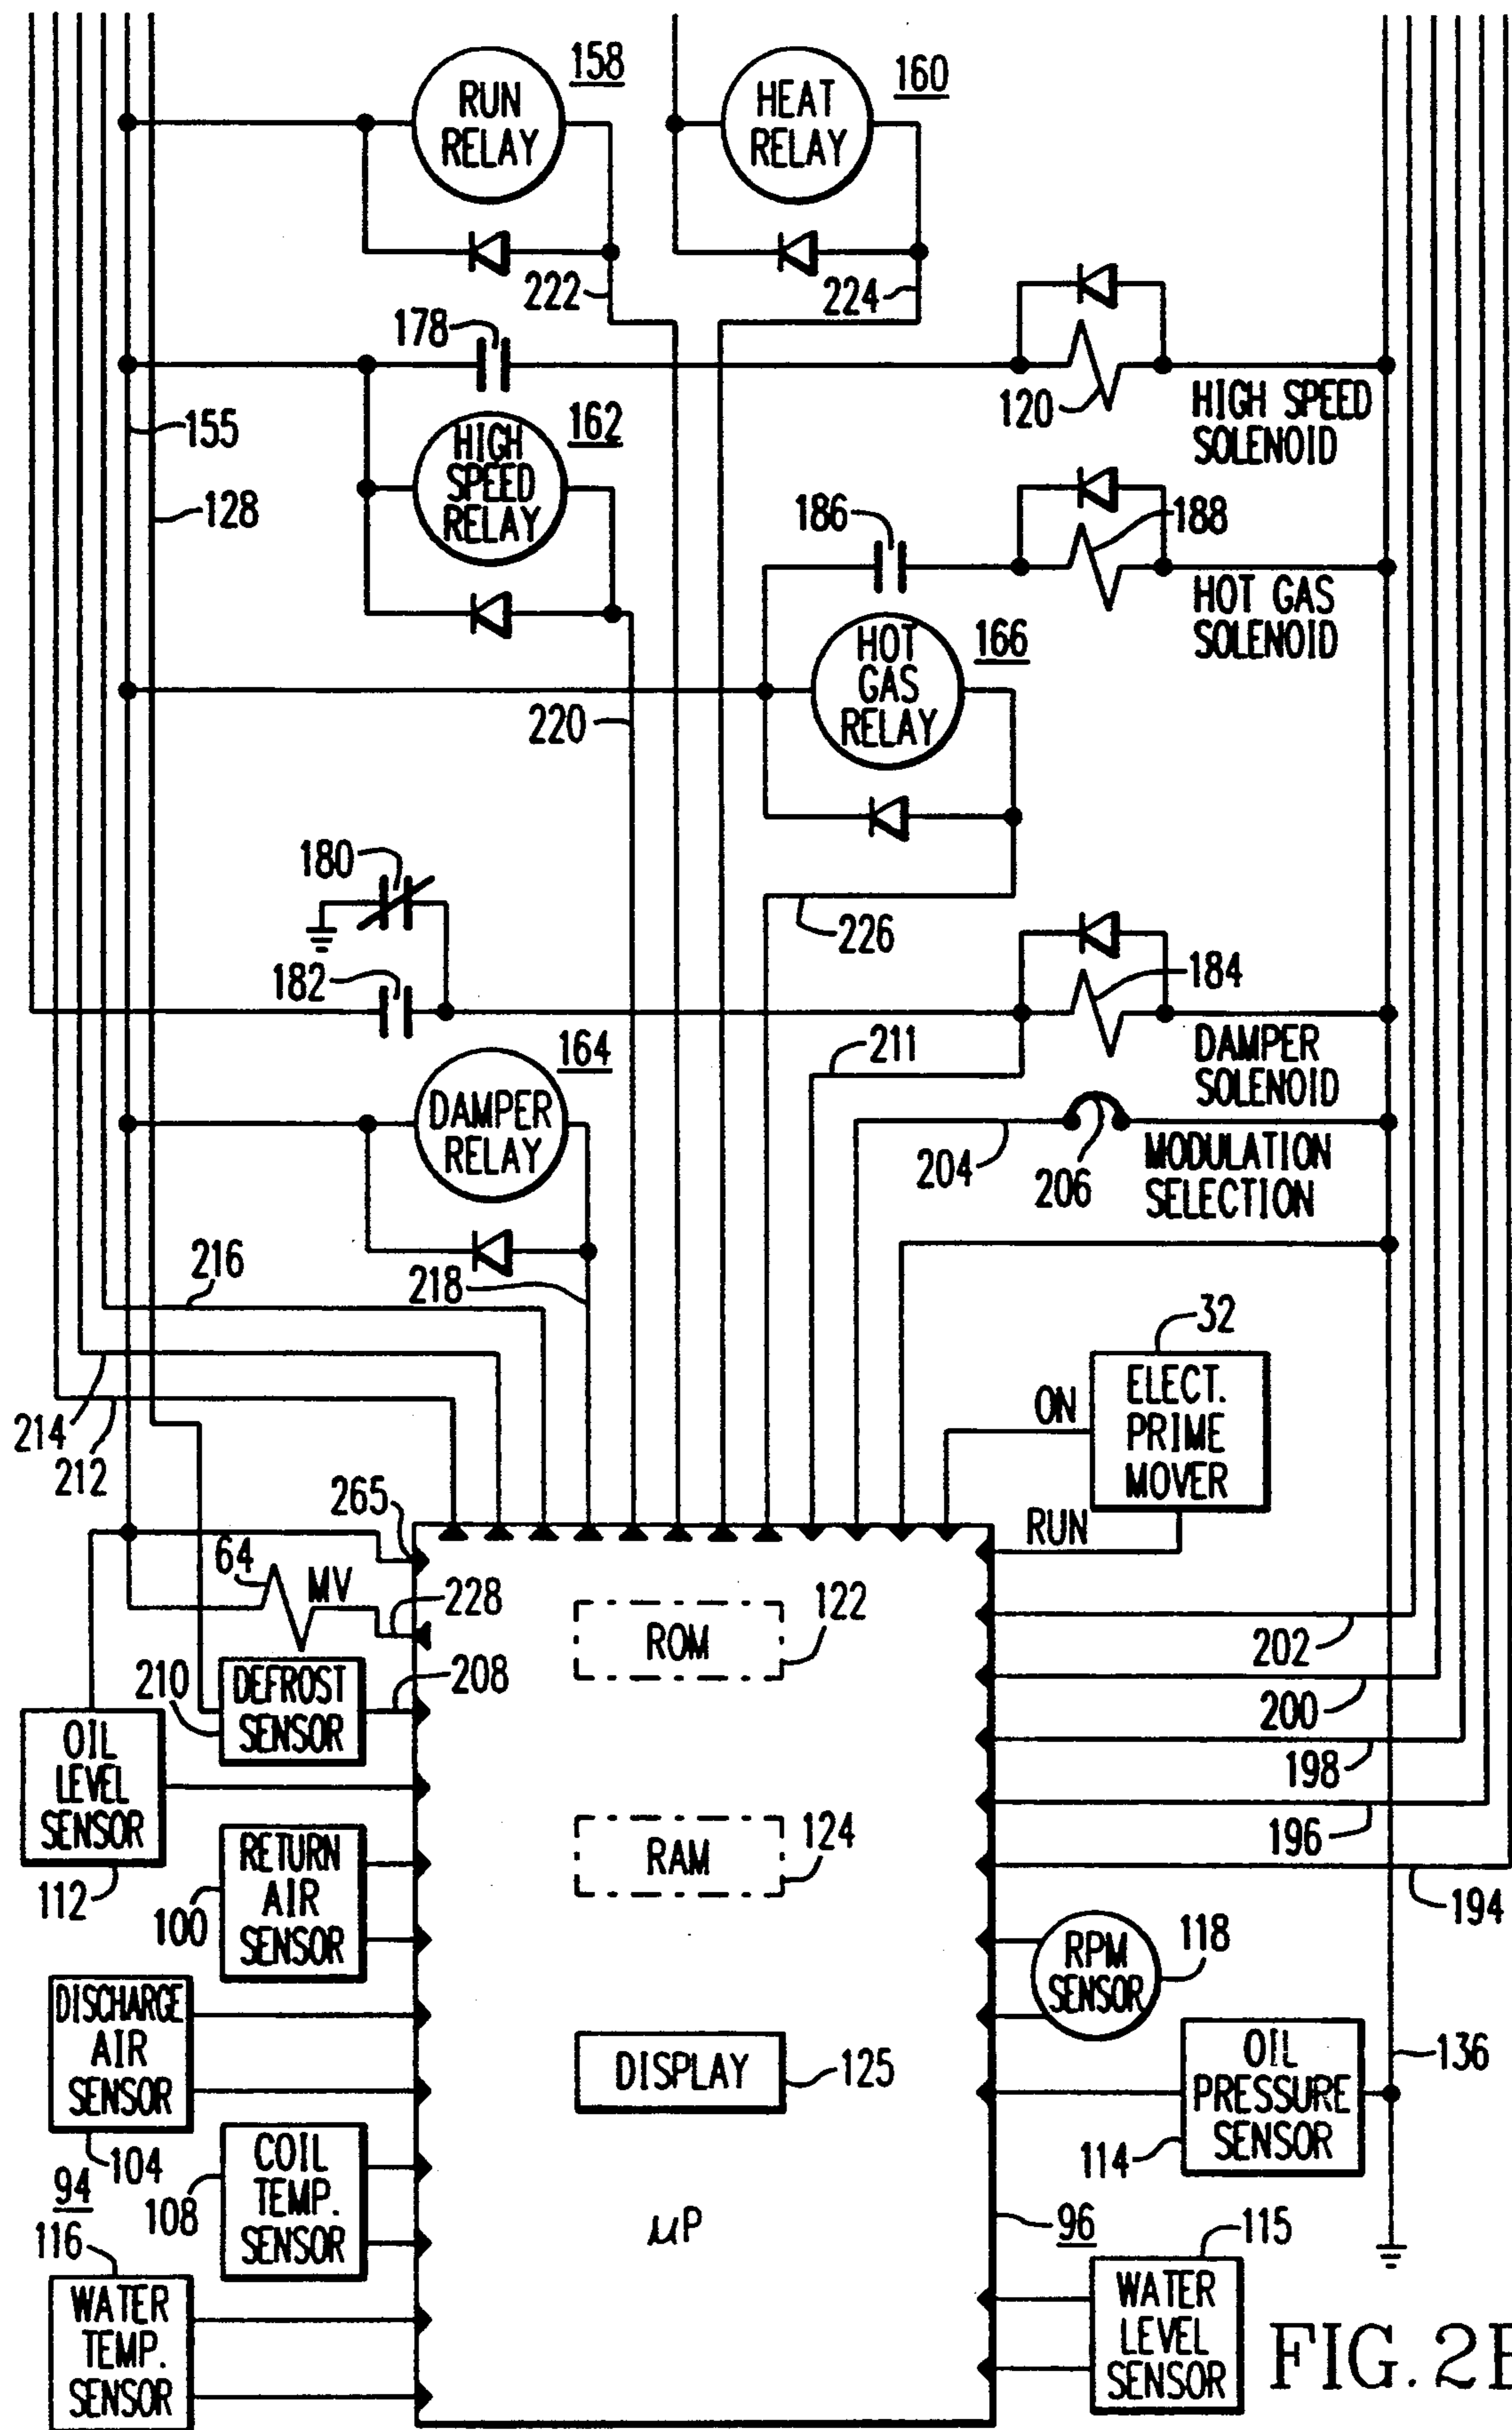 158
RUN
RELAY
160
HEAT
RELAY
222
224
178
120
HIGH SPEED
SOLENOID
155
162
HIGH
SPEED
RELAY
128
186
188
HOT GAS
SOLENOID
166
HOT
GAS
RELAY
220
180
226
182
184
164
211
DAMPER
SOLENOID
DAMPER
RELAY
204
206
MODULATION
SELECTION
216
218
32
214
212
ON
ELECT.
PRIME
MOVER
265
RUN
64
MV
228
ROM
122
202
210
DEFROST
SENSOR
208
200
OIL
LEVEL
SENSOR
198
112
RETURN
AIR
SENSOR
100
RAM
124
196
194
RPM
SENSOR
118
DISCHARGE
AIR
SENSOR
104
DISPLAY
125
OIL
PRESSURE
SENSOR
136
114
94
COIL
TEMP.
SENSOR
108
μP
96
116
115
WATER
TEMP.
SENSOR
WATER
LEVEL
SENSOR
FIG. 2B